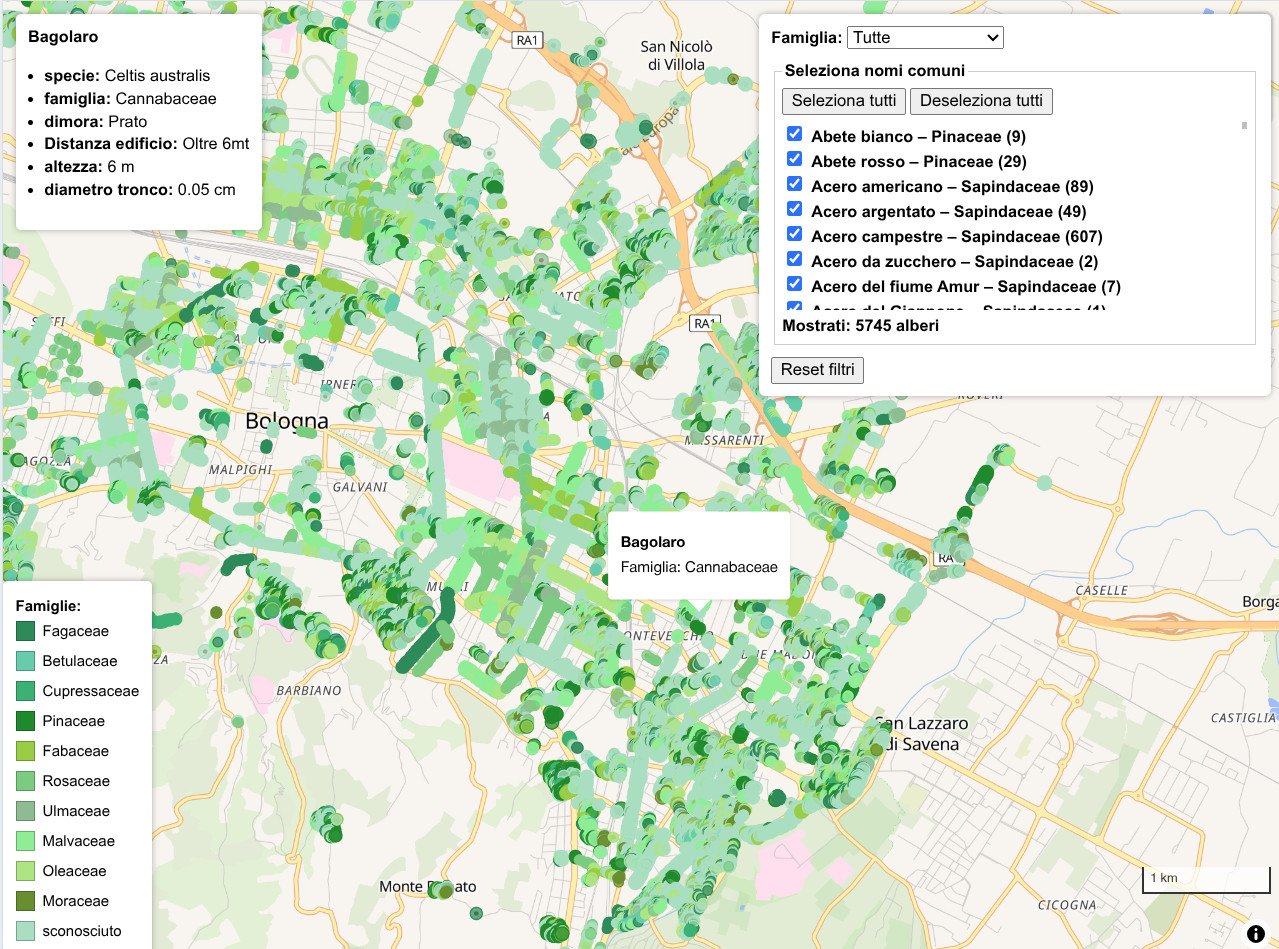 Bagolaro
specie: Celtis australis
famiglia: Cannabaceae
dimora: Prato
Distanza edificio: Oltre 6mt
altezza: 6 m
diametro tronco: 0.05 cm
Famiglia: Tutte
Seleziona nomi comuni
Seleziona tutti Deseleziona tutti
Abete bianco – Pinaceae (9)
Abete rosso – Pinaceae (29)
Acero americano – Sapindaceae (89)
Acero argentato – Sapindaceae (49)
Acero campestre – Sapindaceae (607)
Acero da zucchero – Sapindaceae (2)
Acero del fiume Amur – Sapindaceae (7)
Mostrati: 5745 alberi
Reset filtri
RA1
San Nicolò
di Villola
RA1
Bologna
MALPIGHI
GALVANI
MASSARENTI
ROVERI
Bagolaro
Famiglia: Cannabaceae
RA
CASELLE
Borga
BARBIANO
San Lazzaro
di Savena
CASTIGLIA
CICOGNA
1 km
Famiglie:
Fagaceae
Betulaceae
Cupressaceae
Pinaceae
Fabaceae
Rosaceae
Ulmaceae
Malvaceae
Oleaceae
Moraceae
sconosciuto